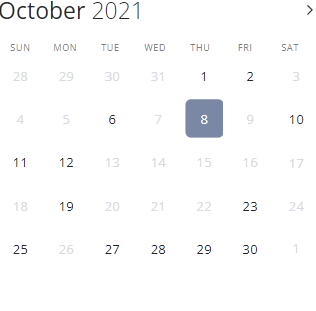 October 2021
SUN MON TUE WED THU FRI SAT
28 29 30 31 1 2 3
4 5 6 7 8 9 10
11 12 13 14 15 16 17
18 19 20 21 22 23 24
25 26 27 28 29 30 1